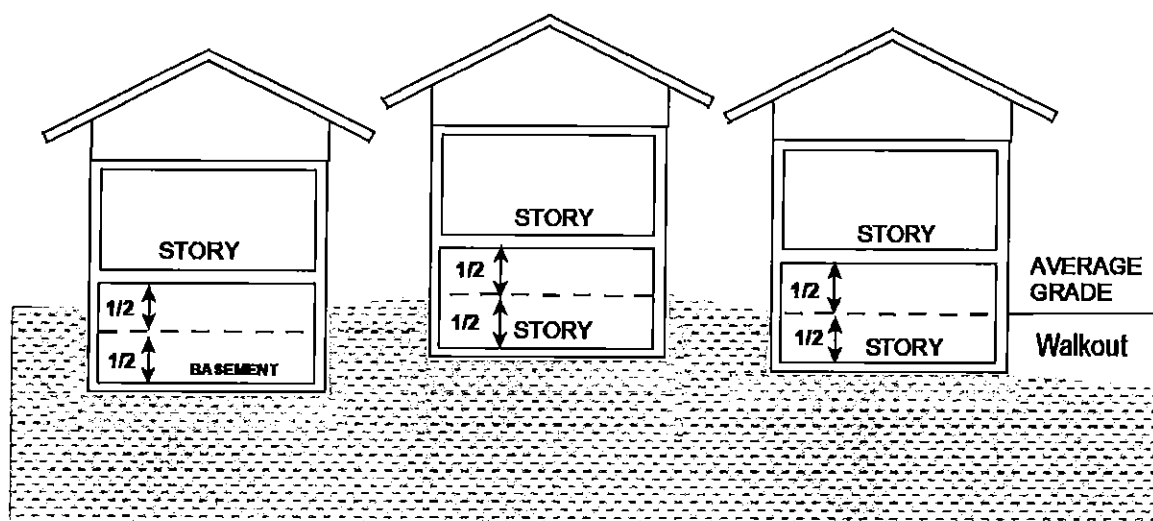 STORY
1/2
1/2
BASEMENT
STORY
1/2
1/2 STORY
STORY
1/2
1/2
STORY
AVERAGE
GRADE
Walkout